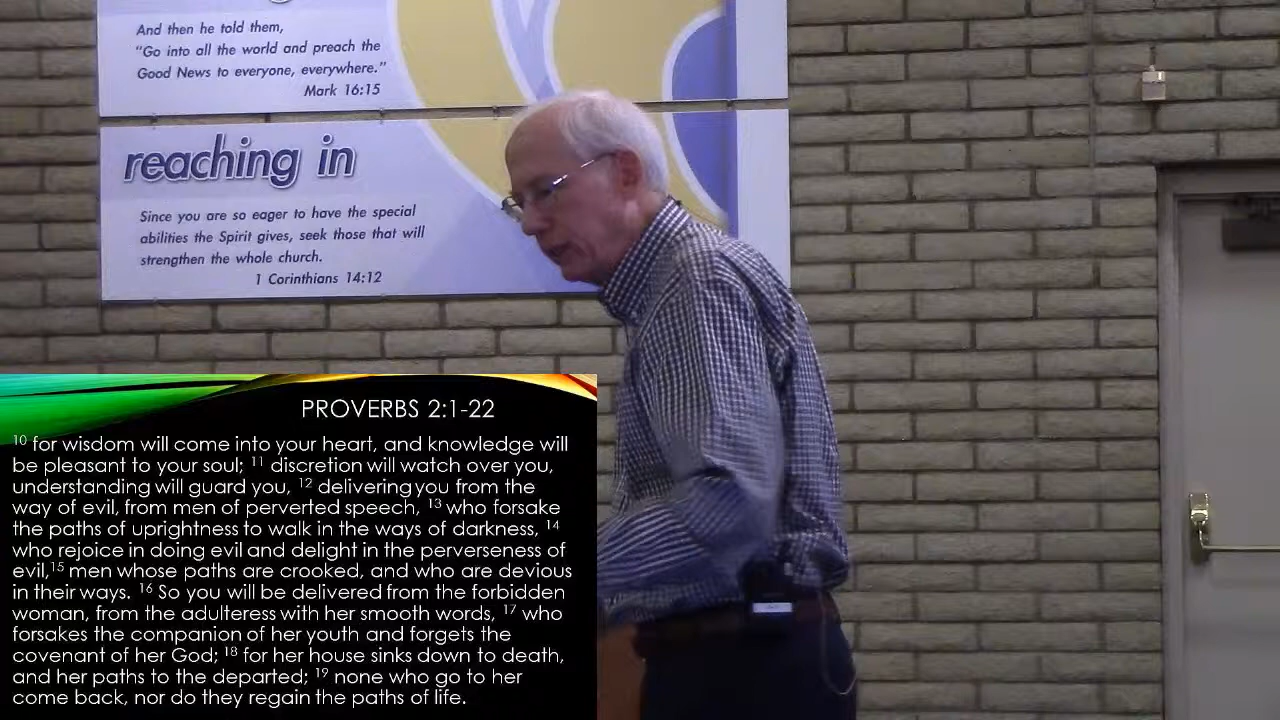 And then he told them,
"Go into all the world and preach the
Good News to everyone, everywhere."
Mark 16:15
reaching in
Since you are so eager to have the special
abilities the Spirit gives, seek those that will
strengthen the whole church.
1 Corinthians 14:12
PROVERBS 2:1-22
10 for wisdom will come into your heart, and knowledge will
be pleasant to your soul; 11 discretion will watch over you,
understanding will guard you, 12 delivering you from the
way of evil, from men of perverted speech, 13 who forsake
the paths of uprightness to walk in the ways of darkness, 14
who rejoice in doing evil and delight in the perverseness of
evil,15 men whose paths are crooked, and who are devious
in their ways. 16 So you will be delivered from the forbidden
woman, from the adulteress with her smooth words, 17 who
forsakes the companion of her youth and forgets the
covenant of her God; 18 for her house sinks down to death,
and her paths to the departed; 19 none who go to her
come back, nor do they regain the paths of life.